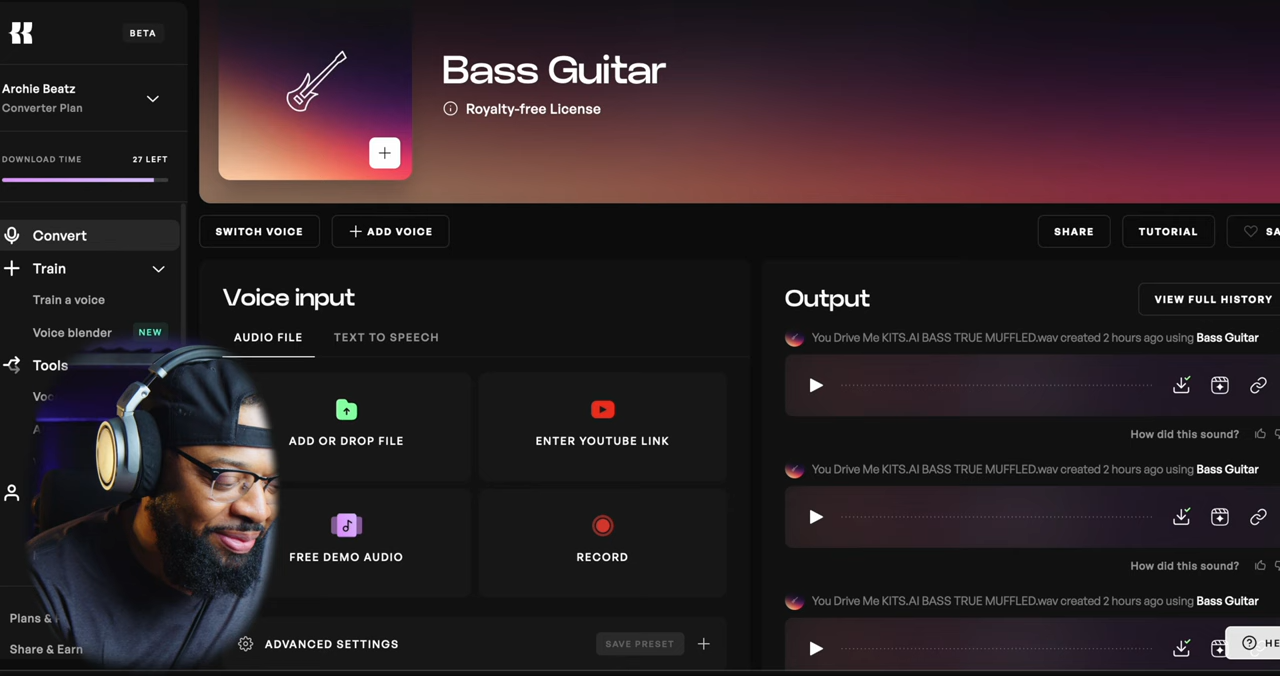 BETA
Archie Beatz
Converter Plan
DOWNLOAD TIME 27 LEFT
Convert
Train
Train a voice
Voice blender NEW
Tools
Plans &
Share & Earn
Bass Guitar
Royalty-free License
SWITCH VOICE
ADD VOICE
SHARE
TUTORIAL
Voice input
AUDIO FILE
TEXT TO SPEECH
ADD OR DROP FILE
ENTER YOUTUBE LINK
FREE DEMO AUDIO
RECORD
ADVANCED SETTINGS
SAVE PRESET
Output
VIEW FULL HISTORY
You Drive Me KITS.AI BASS TRUE MUFFLED.wav created 2 hours ago using Bass Guitar
How did this sound?
You Drive Me KITS.AI BASS TRUE MUFFLED.wav created 2 hours ago using Bass Guitar
How did this sound?
You Drive Me KITS.AI BASS TRUE MUFFLED.wav created 2 hours ago using Bass Guitar